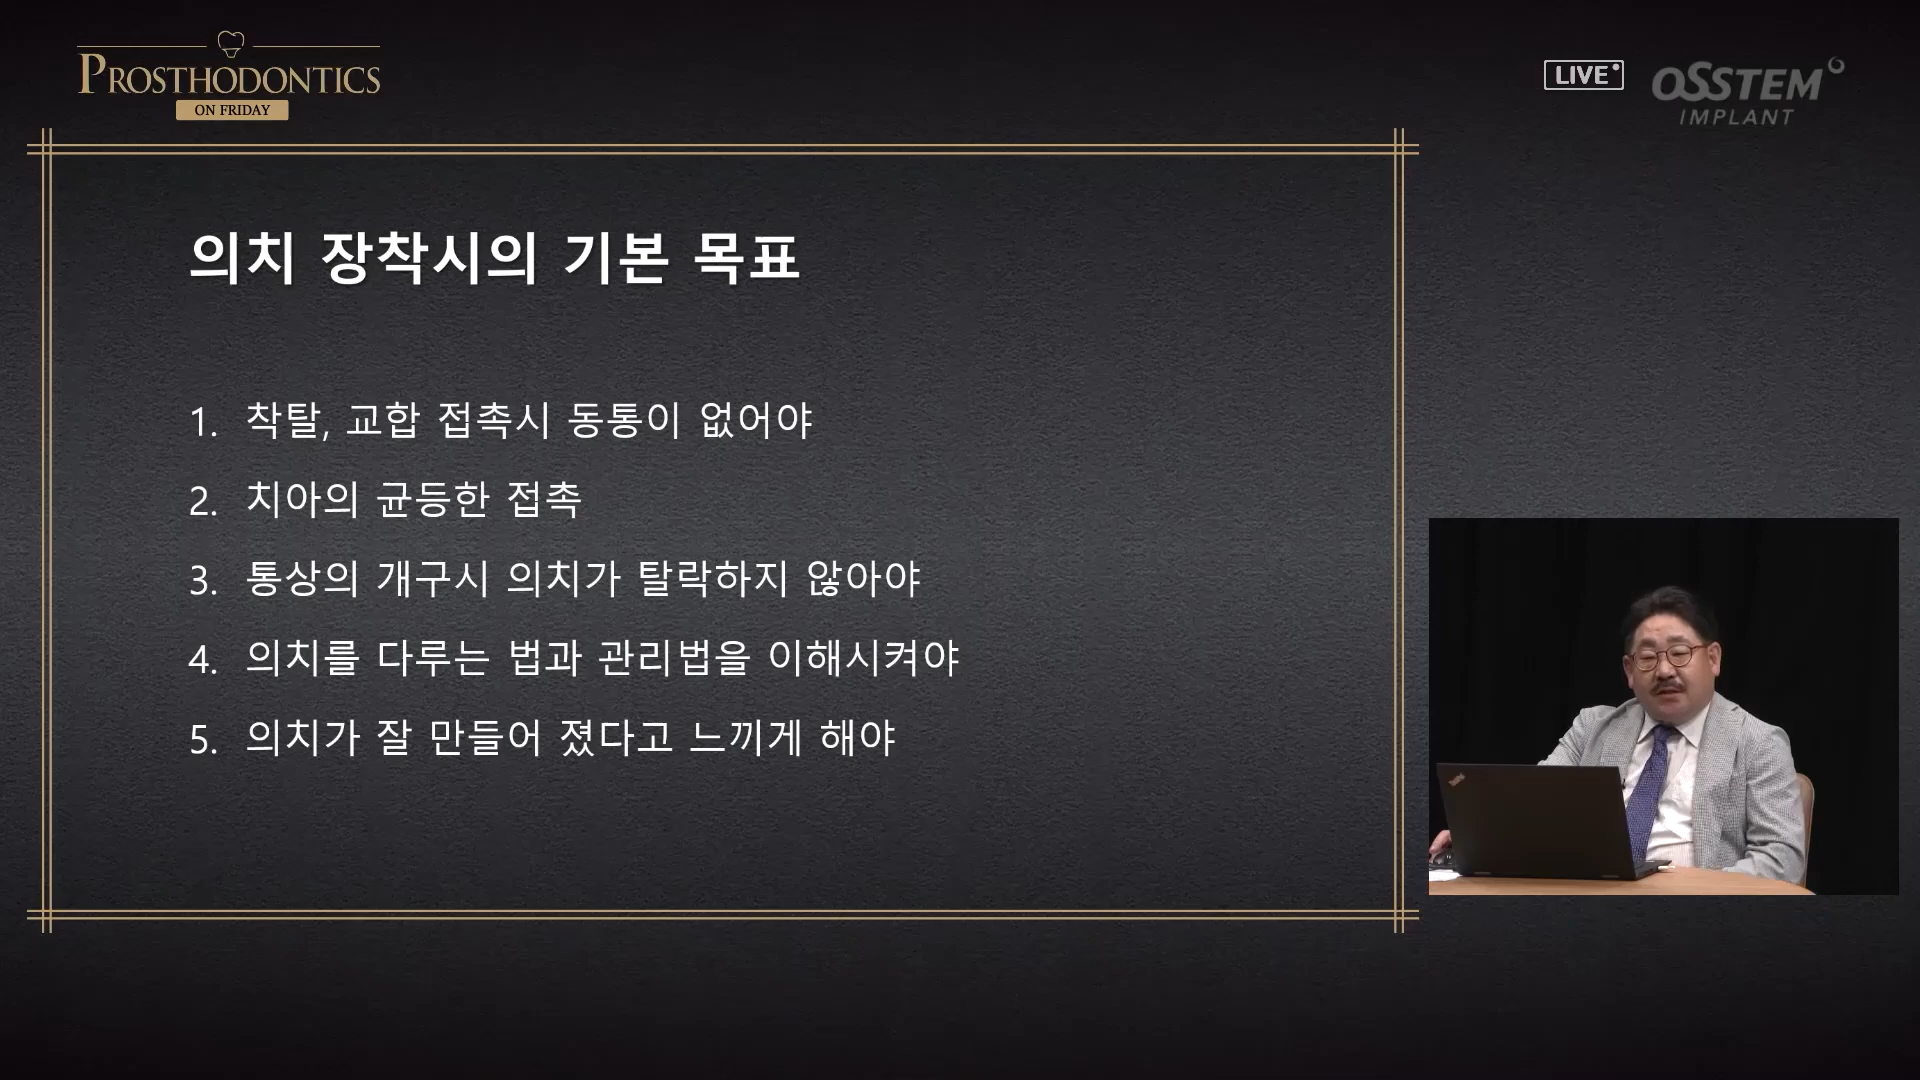 PROSTHODONTICS
ON FRIDAY
LIVE
OSSTEM
IMPLANT
의치 장착시의 기본 목표
1. 착탈, 교합 접촉시 동통이 없어야
2. 치아의 균등한 접촉
3. 통상의 개구시 의치가 탈락하지 않아야
4. 의치를 다루는 법과 관리법을 이해시켜야
5. 의치가 잘 만들어 졌다고 느끼게 해야